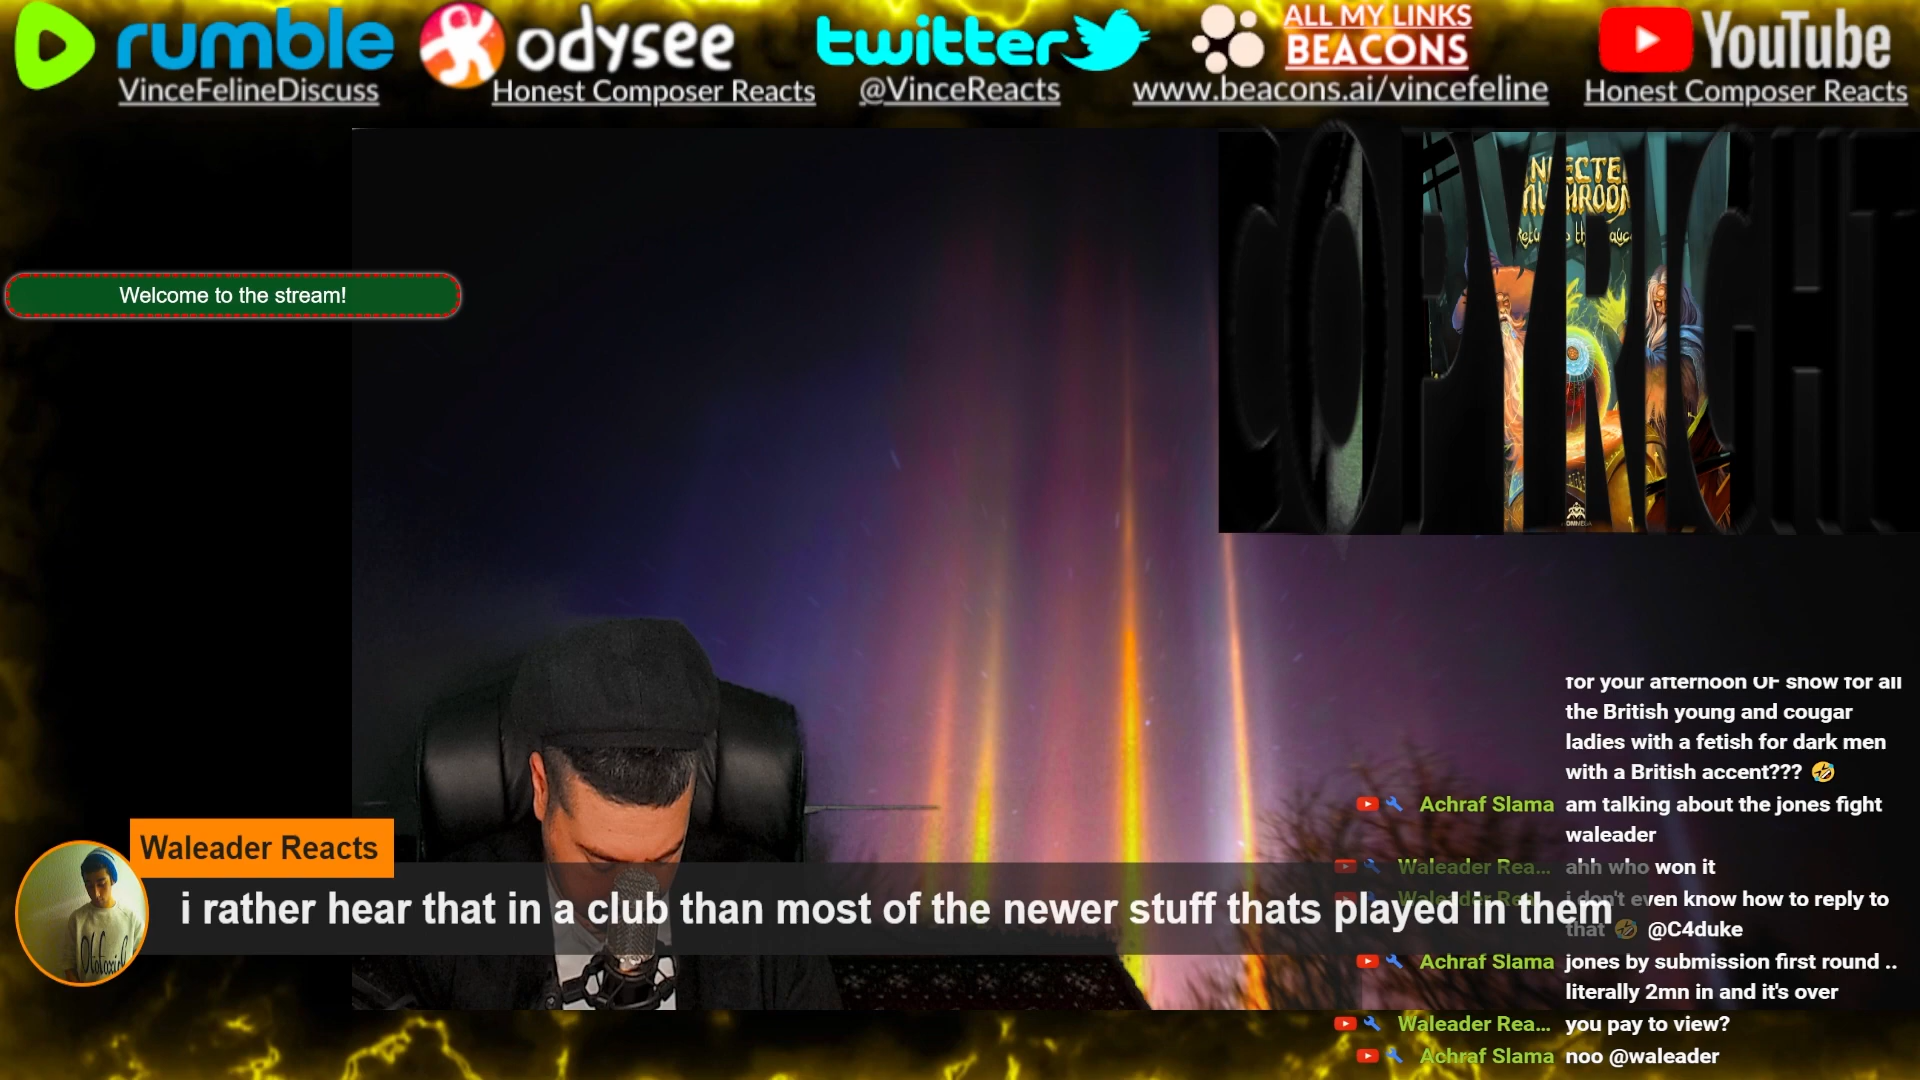 rumble
VinceFelineDiscuss
odysee
Honest Composer Reacts
twitter
@VinceReacts
ALL MY LINKS
BEACONS
www.beacons.ai/vincefeline
YouTube
Honest Composer Reacts
COPYRIGHT
Welcome to the stream!
for your afternoon OF show for all
the British young and cougar
ladies with a fetish for dark men
with a British accent??? 🤣
Achraf Slama am talking about the jones fight
waleader
Waleader Rea... ahh who won it
Waleader Rea... i don't even know how to reply to
that 🤣 @C4duke
Achraf Slama jones by submission first round ..
literally 2mn in and it's over
Waleader Rea... you pay to view?
Achraf Slama noo @waleader
Waleader Reacts
i rather hear that in a club than most of the newer stuff thats played in them